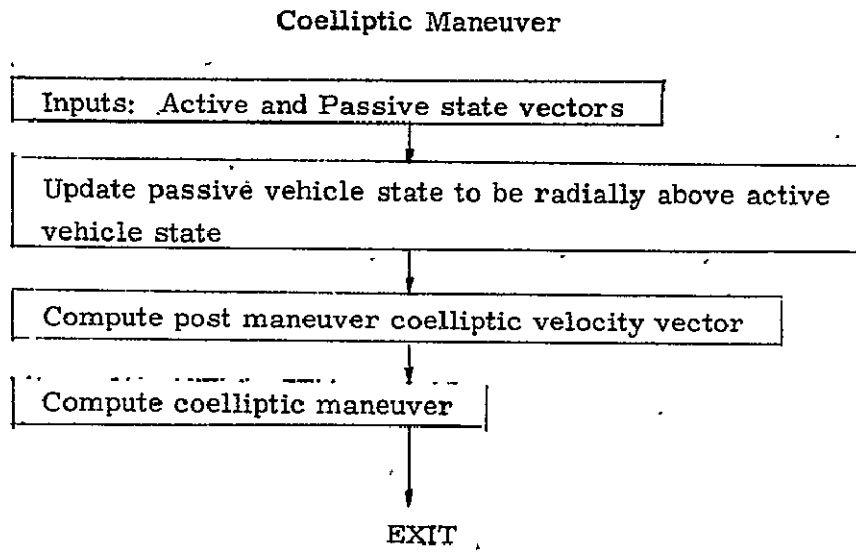 Coelliptic Maneuver
Inputs: Active and Passive state vectors
Update passive vehicle state to be radially above active
vehicle state
Compute post maneuver coelliptic velocity vector
Compute coelliptic maneuver
EXIT